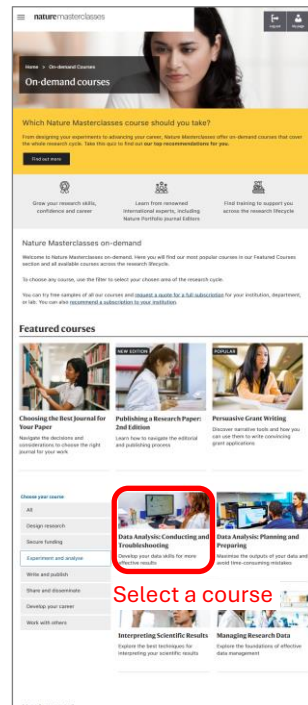 naturemasterclasses
Log out
My page
Home > On-demand Courses
On-demand courses
Which Nature Masterclasses course should you take?
From designing your experiments to advancing your career, Nature Masterclasses offer on-demand courses that cover
the whole research cycle. Take this quiz to find out our top recommendations for you.
Find out more
Grow your research skills,
confidence and career
Learn from renowned
international experts, including
Nature Portfolio journal Editors
Find training to support you
across the research lifecycle
Nature Masterclasses on-demand
Welcome to Nature Masterclasses on-demand. Here you will find our most popular courses in our Featured Courses
section and all available courses across the research lifecycle.
To choose any course, use the filter to select your chosen area of the research cycle.
You can try free samples of all our courses and request a quote for a full subscription for your institution, department,
or lab. You can also recommend a subscription to your institution.
Featured courses
NEW EDITION
POPULAR
Choosing the Best Journal for
Your Paper
Navigate the decisions and
considerations to choose the right
journal for your work
Publishing a Research Paper:
2nd Edition
Learn how to navigate the editorial
and publishing process
Persuasive Grant Writing
Discover narrative tools and how you
can use them to write convincing
grant applications
Choose your course
All
Design research
Secure funding
Experiment and analyse
Write and publish
Share and disseminate
Develop your career
Work with others
Data Analysis: Conducting and
Troubleshooting
Develop your data skills for more
effective results
Data Analysis: Planning and
Preparing
Maximise the outputs of your data and
avoid time-consuming mistakes
Select a course
Interpreting Scientific Results
Explore the best techniques for
interpreting your scientific results
Managing Research Data
Explore the foundations of effective
data management